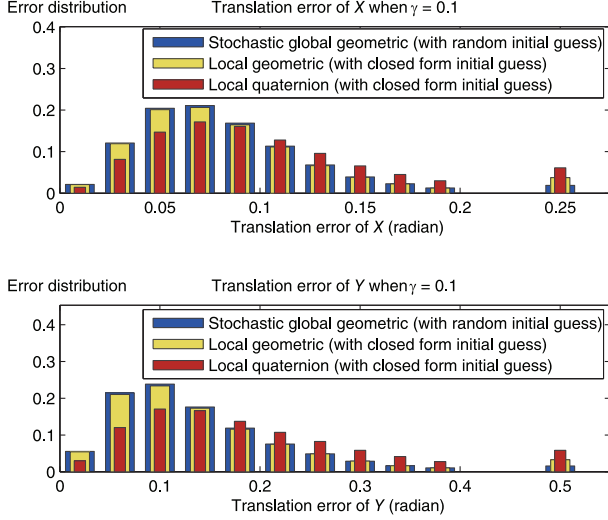 Error distribution Translation error of X when γ = 0.1
0.4
Stochastic global geometric (with random initial guess)
0.3
Local geometric (with closed form initial guess)
Local quaternion (with closed form initial guess)
0.2
0.1
0
0 0.05 0.1 0.15 0.2 0.25
Translation error of X (radian)
Error distribution Translation error of Y when γ = 0.1
0.4
Stochastic global geometric (with random initial guess)
Local geometric (with closed form initial guess)
0.3
Local quaternion (with closed form initial guess)
0.2
0.1
0
0 0.1 0.2 0.3 0.4 0.5
Translation error of Y (radian)